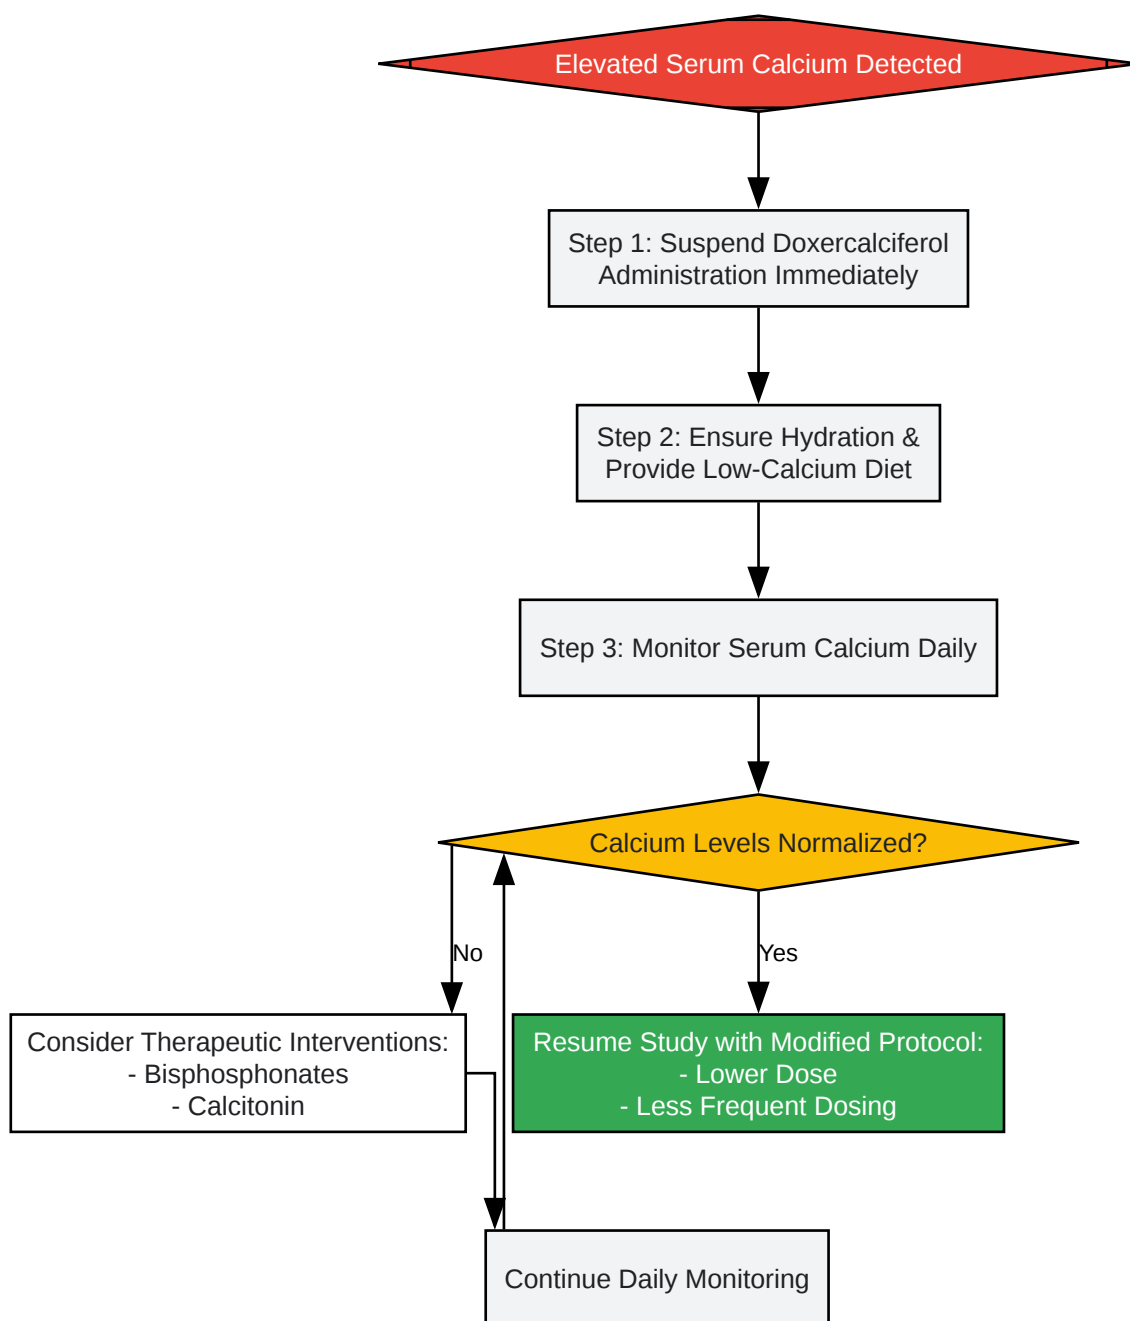 Elevated Serum Calcium Detected
Step 1: Suspend Doxercalciferol
Administration Immediately
Step 2: Ensure Hydration &
Provide Low-Calcium Diet
Step 3: Monitor Serum Calcium Daily
Calcium Levels Normalized?
No
Yes
Consider Therapeutic Interventions:
- Bisphosphonates
- Calcitonin
Resume Study with Modified Protocol:
- Lower Dose
- Less Frequent Dosing
Continue Daily Monitoring